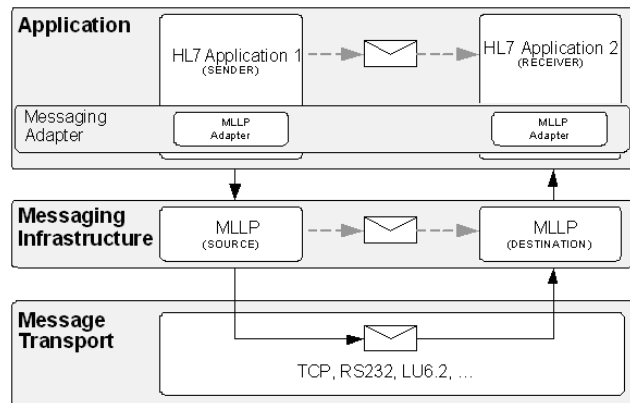 Application
HL7 Application 1
(SENDER)
HL7 Application 2
(RECEIVER)
Messaging
Adapter
MLLP
Adapter
MLLP
Adapter
Messaging
Infrastructure
MLLP
(SOURCE)
MLLP
(DESTINATION)
Message
Transport
TCP, RS232, LU6.2, ...